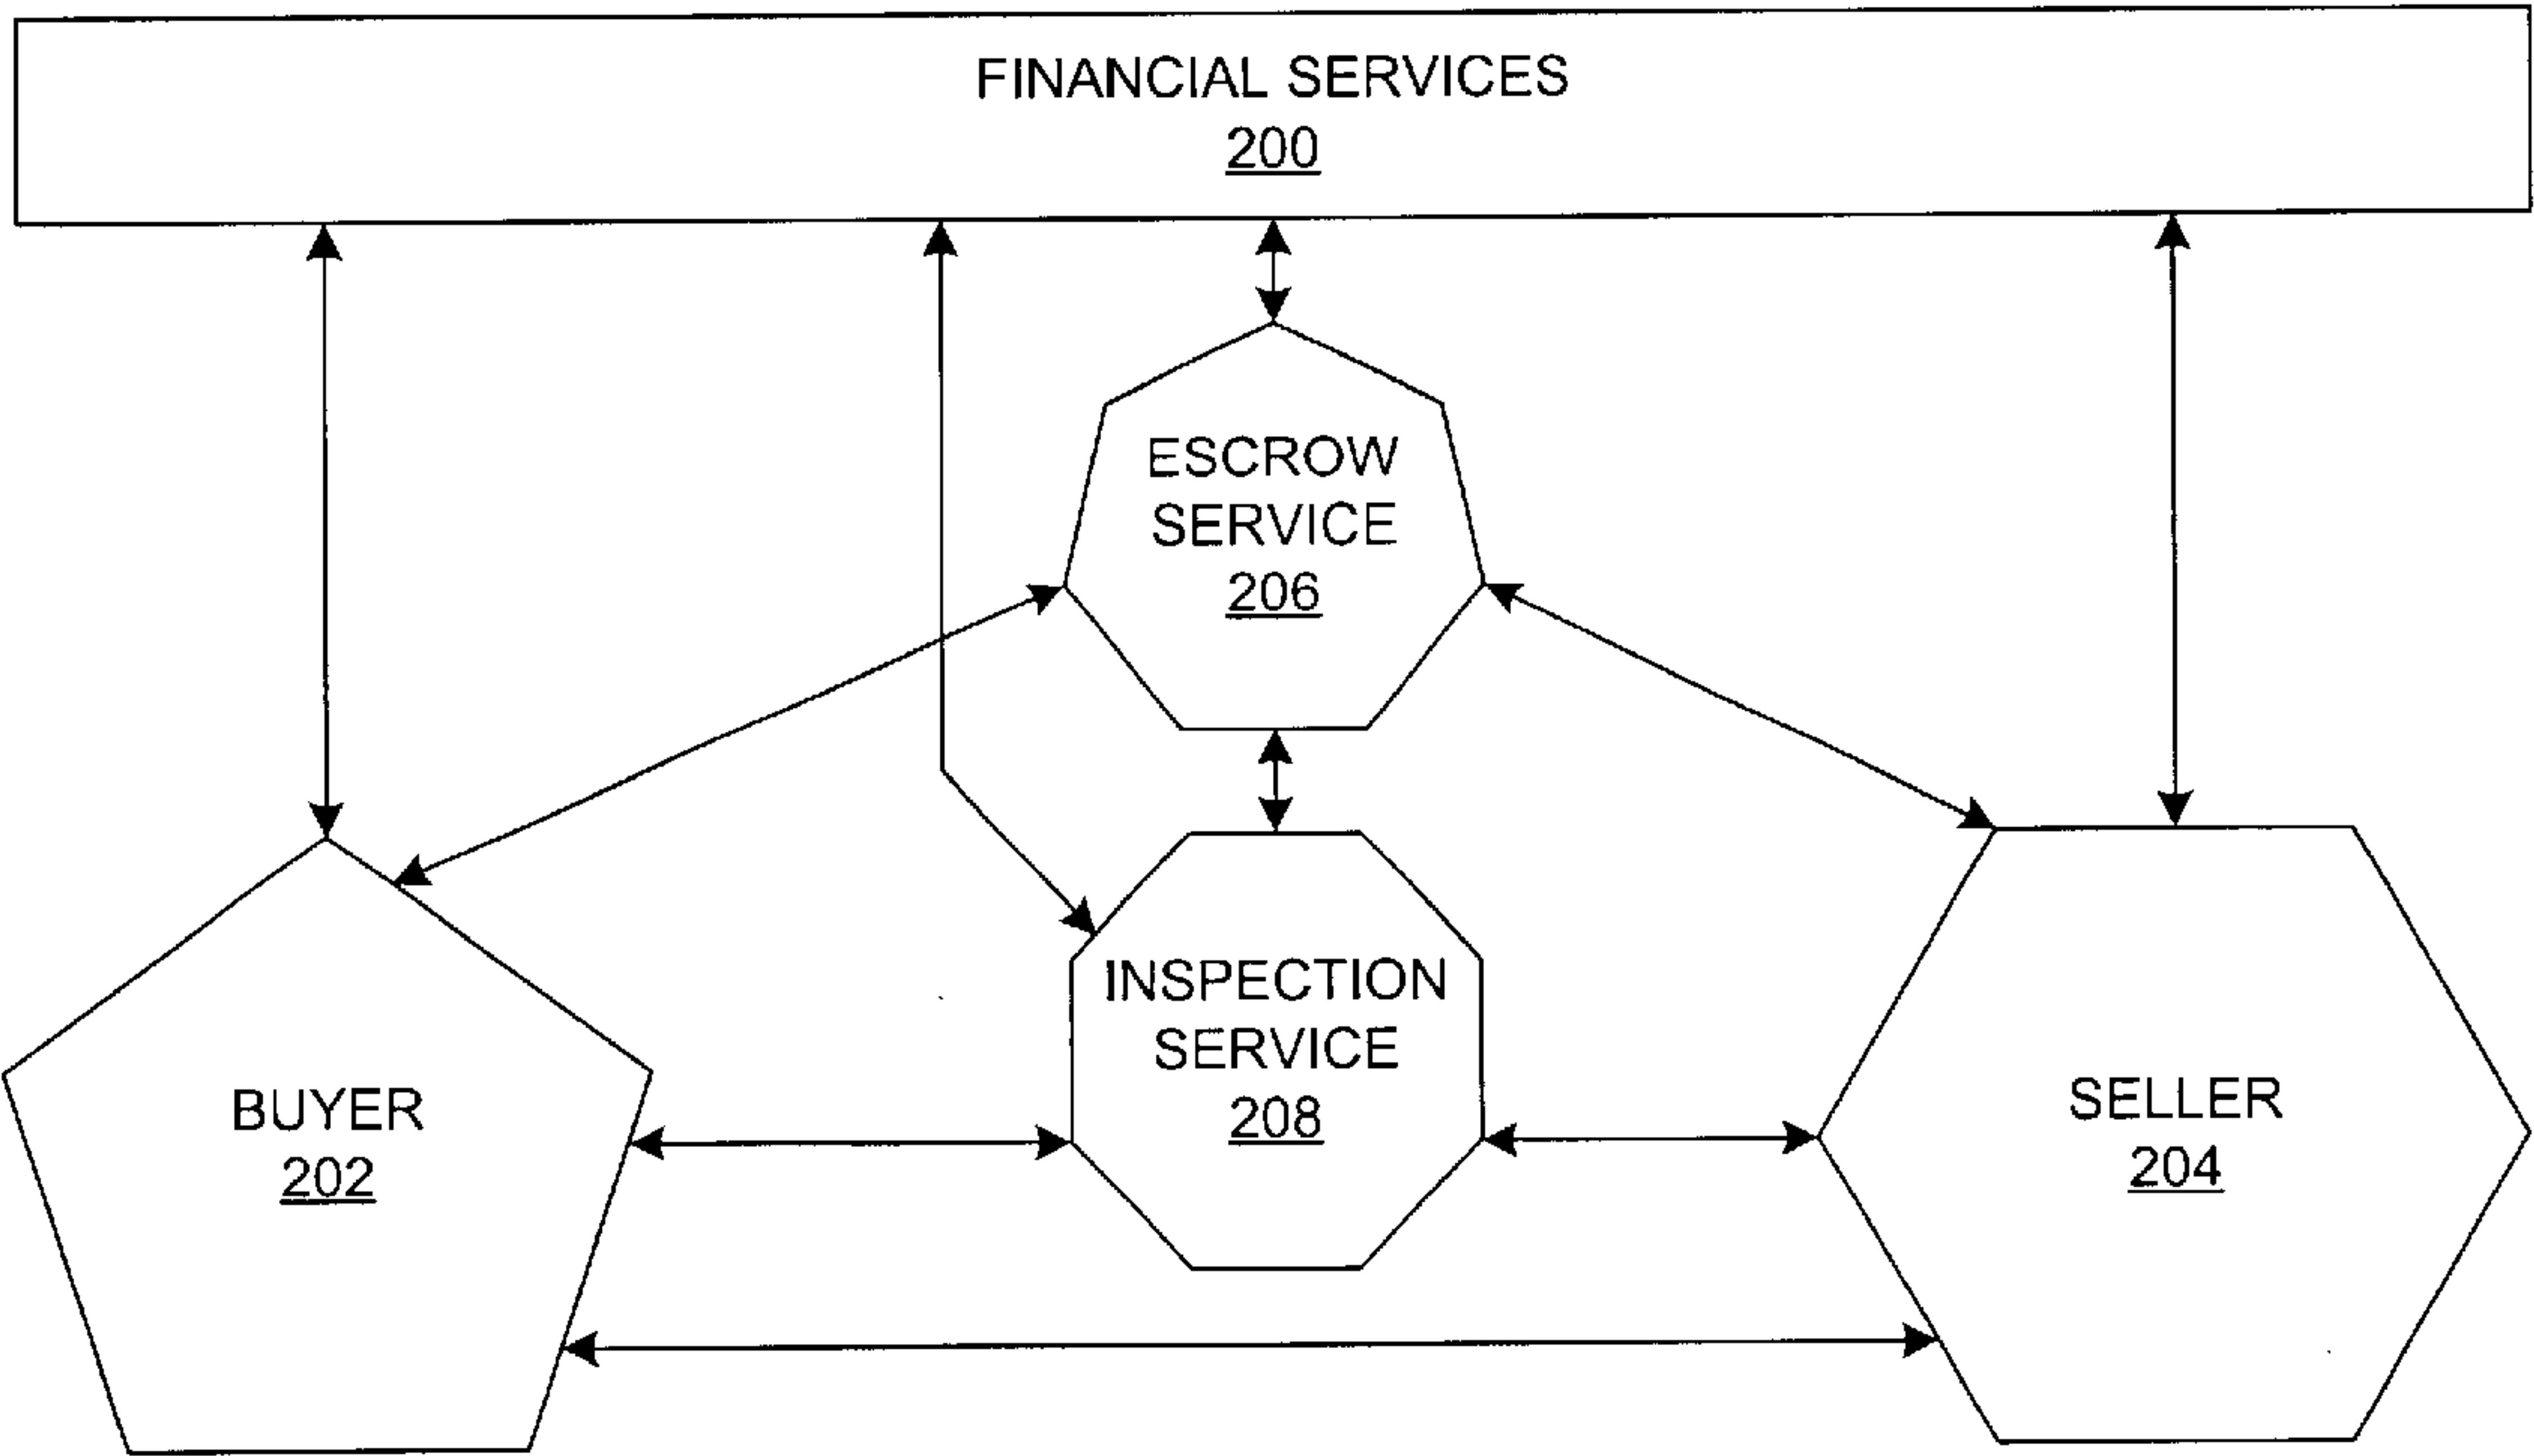 FINANCIAL SERVICES
200
ESCROW
SERVICE
206
INSPECTION
SERVICE
208
BUYER
202
SELLER
204